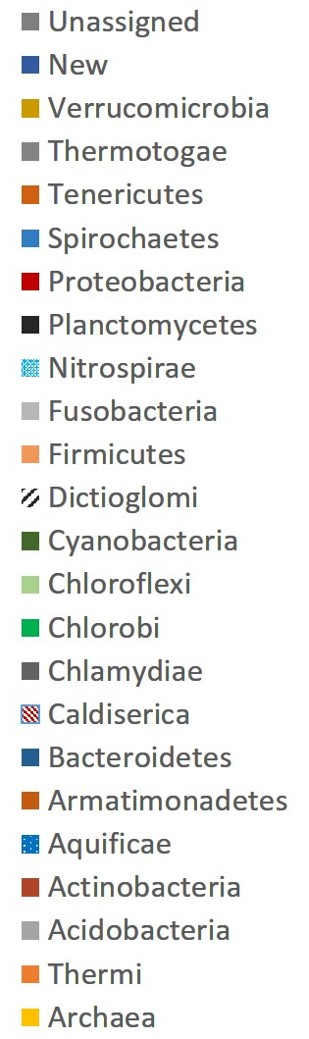 Unassigned
New
Verrucomicrobia
Thermotogae
Tenericutes
Spirochaetes
Proteobacteria
Planctomycetes
Nitrospirae
Fusobacteria
Firmicutes
Dictioglomi
Cyanobacteria
Chloroflexi
Chlorobi
Chlamydiae
Caldiserica
Bacteroidetes
Armatimonadetes
Aquificae
Actinobacteria
Acidobacteria
Thermi
Archaea